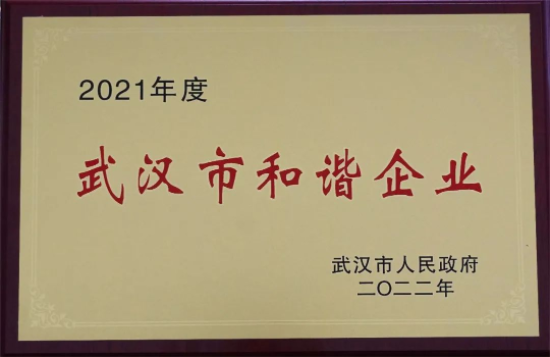 2021年度
武汉市和谐企业
武汉市人民政府
二〇二二年